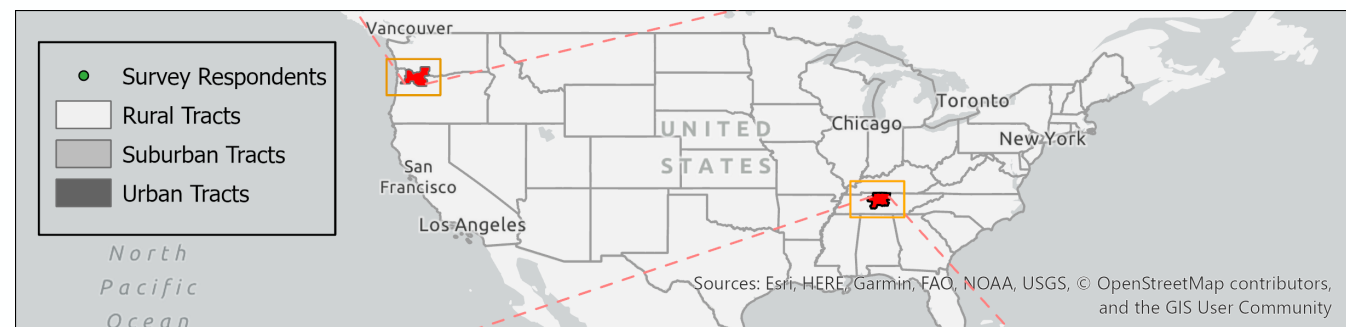 Vancouver
Survey Respondents
Rural Tracts
Suburban Tracts
Urban Tracts
Toronto
Chicago
New York
UNITED
STATES
San
Francisco
Los Angeles
North
Pacific
Ocean
Sources: Esri, HERE, Garmin, FAO, NOAA, USGS, © OpenStreetMap contributors,
and the GIS User Community